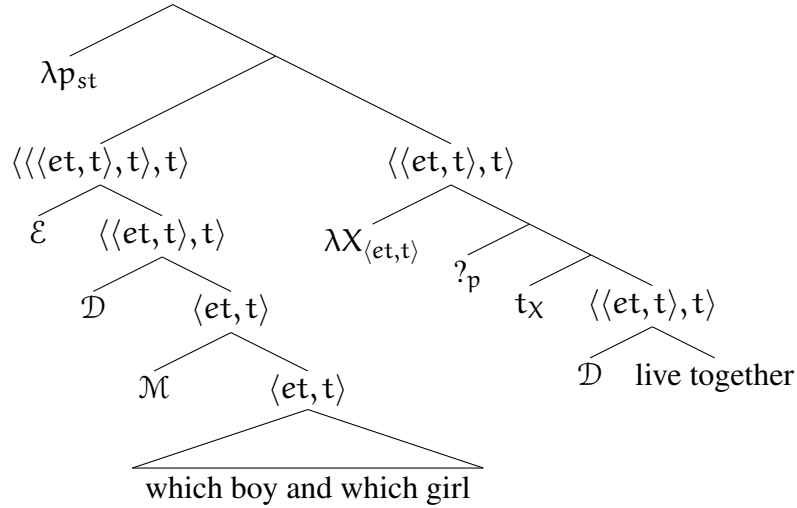 λp_st
⟨⟨⟨et, t⟩, t⟩, t⟩ ⟨⟨et, t⟩, t⟩
ℰ ⟨⟨et, t⟩, t⟩ λX_⟨et,t⟩
?_p
𝒟 ⟨et, t⟩ t_X ⟨⟨et, t⟩, t⟩
ℳ ⟨et, t⟩ 𝒟 live together
which boy and which girl